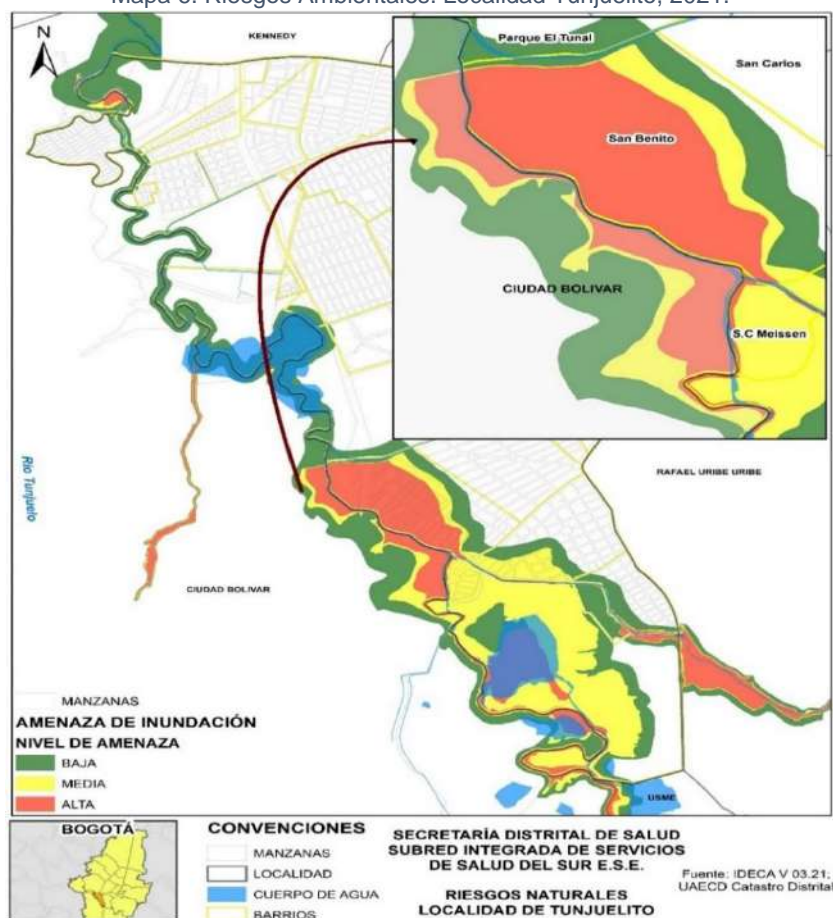 Mapa 6. Riesgos Ambientales. Localidad Tunjuelito, 2021.
N
KENNEDY
Parque El Tunal
San Carlos
San Benito
CIUDAD BOLIVAR
S.C Meissen
RAFAEL URIBE URIBE
Rio Tunjuelo
CIUDAD BOLIVAR
USME
MANZANAS
AMENAZA DE INUNDACIÓN
NIVEL DE AMENAZA
BAJA
MEDIA
ALTA
BOGOTÁ
CONVENCIONES
MANZANAS
LOCALIDAD
CUERPO DE AGUA
BARRIOS
SECRETARÍA DISTRITAL DE SALUD
SUBRED INTEGRADA DE SERVICIOS
DE SALUD DEL SUR E.S.E.
RIESGOS NATURALES
LOCALIDAD DE TUNJUELITO
Fuente: IDECA V 03.21;
UAECD Catastro Distrital